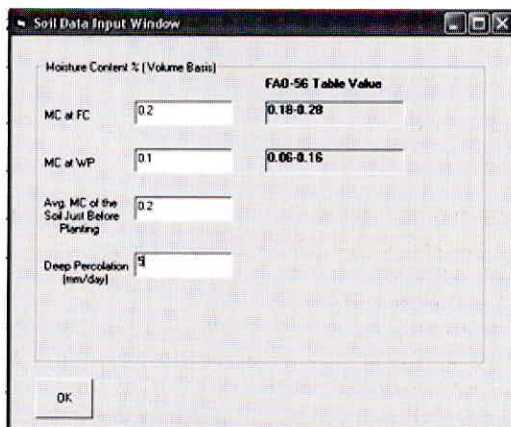 Soil Data Input Window
Moisture Content % (Volume Basis)
FAO-56 Table Value
MC at FC
0.2
0.18-0.28
MC at WP
0.1
0.06-0.16
Avg. MC of the
Soil Just Before
Planting
0.2
Deep Percolation
(mm/day)
5
OK